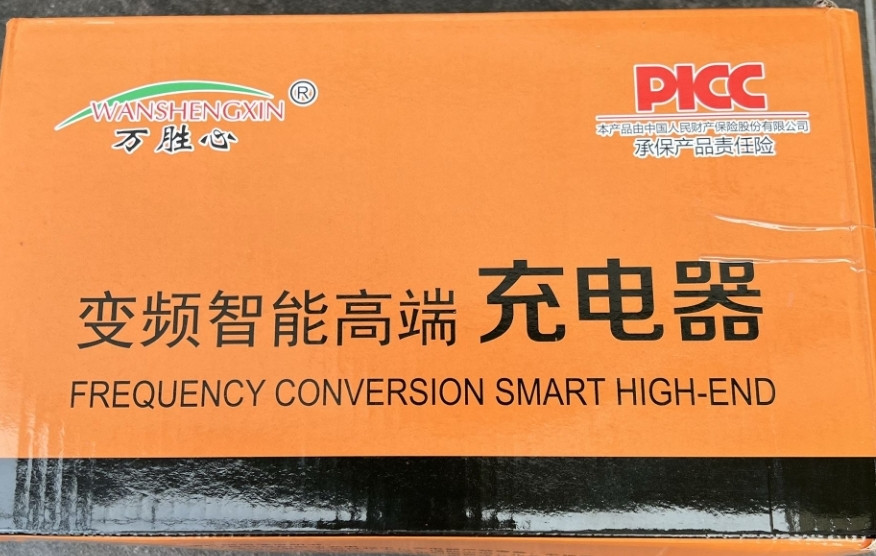 WANSHENGXIN ®
万胜心
PICC
本产品由中国人民财产保险股份有限公司
承保产品责任险
变频智能高端 充电器
FREQUENCY CONVERSION SMART HIGH-END